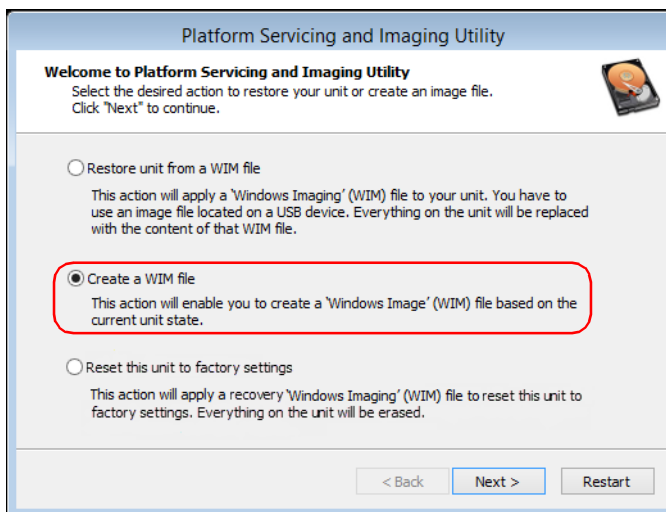 Platform Servicing and Imaging Utility
Welcome to Platform Servicing and Imaging Utility
Select the desired action to restore your unit or create an image file.
Click "Next" to continue.
Restore unit from a WIM file
This action will apply a 'Windows Imaging' (WIM) file to your unit. You have to
use an image file located on a USB device. Everything on the unit will be replaced
with the content of that WIM file.
Create a WIM file
This action will enable you to create a 'Windows Image' (WIM) file based on the
current unit state.
Reset this unit to factory settings
This action will apply a recovery 'Windows Imaging' (WIM) file to reset this unit to
factory settings. Everything on the unit will be erased.
< Back Next > Restart